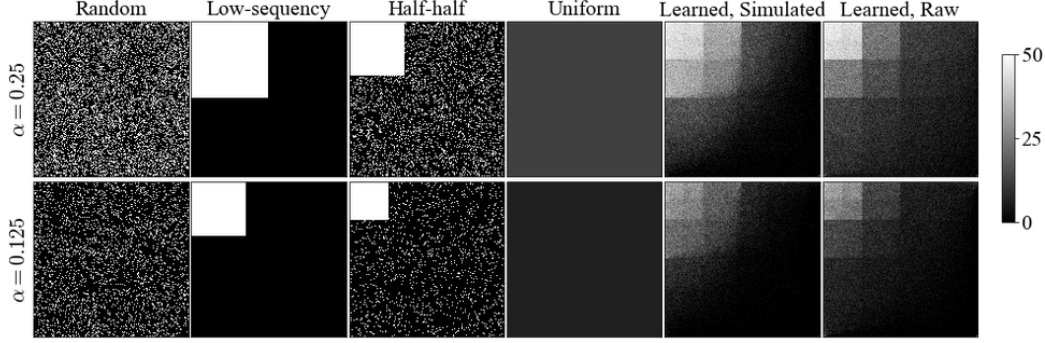 Random Low-sequency Half-half Uniform Learned, Simulated Learned, Raw
α = 0.25
50
25
0
α = 0.125